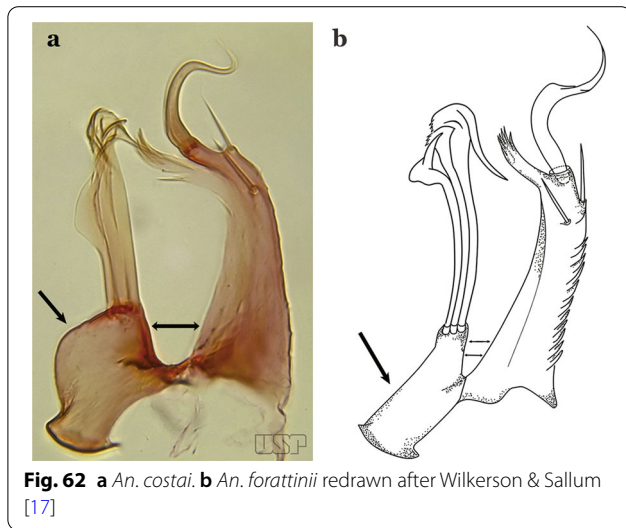 a
b
USP
Fig. 62 a An. costai. b An. forattinii redrawn after Wilkerson & Sallum
[17]